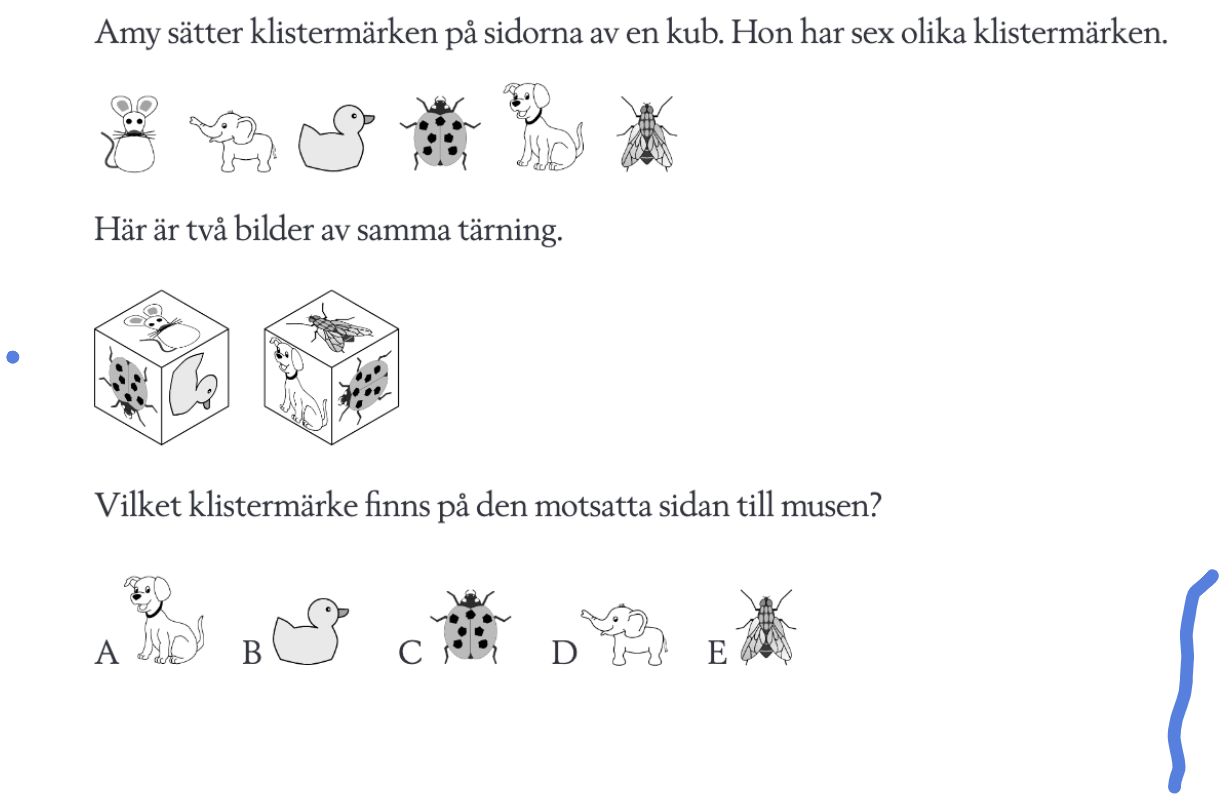 Amy sätter klistermärken på sidorna av en kub. Hon har sex olika klistermärken.
Här är två bilder av samma tärning.
Vilket klistermärke finns på den motsatta sidan till musen?
A B C D E